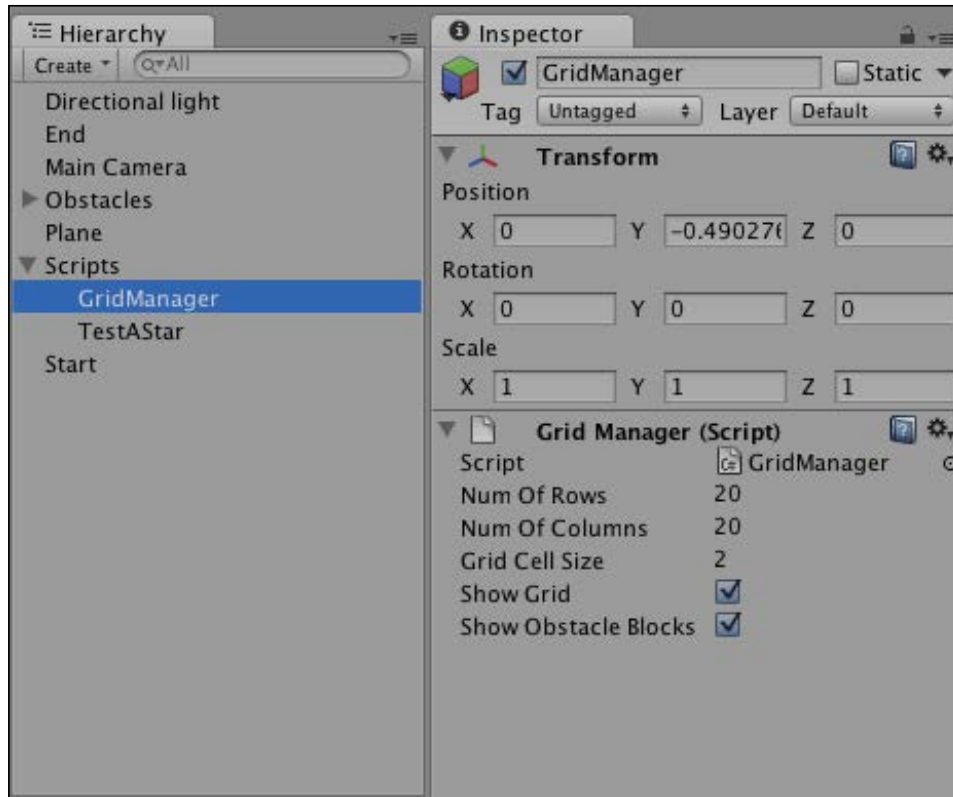 Hierarchy
Create All
Directional light
End
Main Camera
Obstacles
Plane
Scripts
GridManager
TestAStar
Start
Inspector
GridManager Static
Tag Untagged Layer Default
Transform
Position
X 0 Y -0.490276 Z 0
Rotation
X 0 Y 0 Z 0
Scale
X 1 Y 1 Z 1
Grid Manager (Script)
Script C# GridManager
Num Of Rows 20
Num Of Columns 20
Grid Cell Size 2
Show Grid
Show Obstacle Blocks